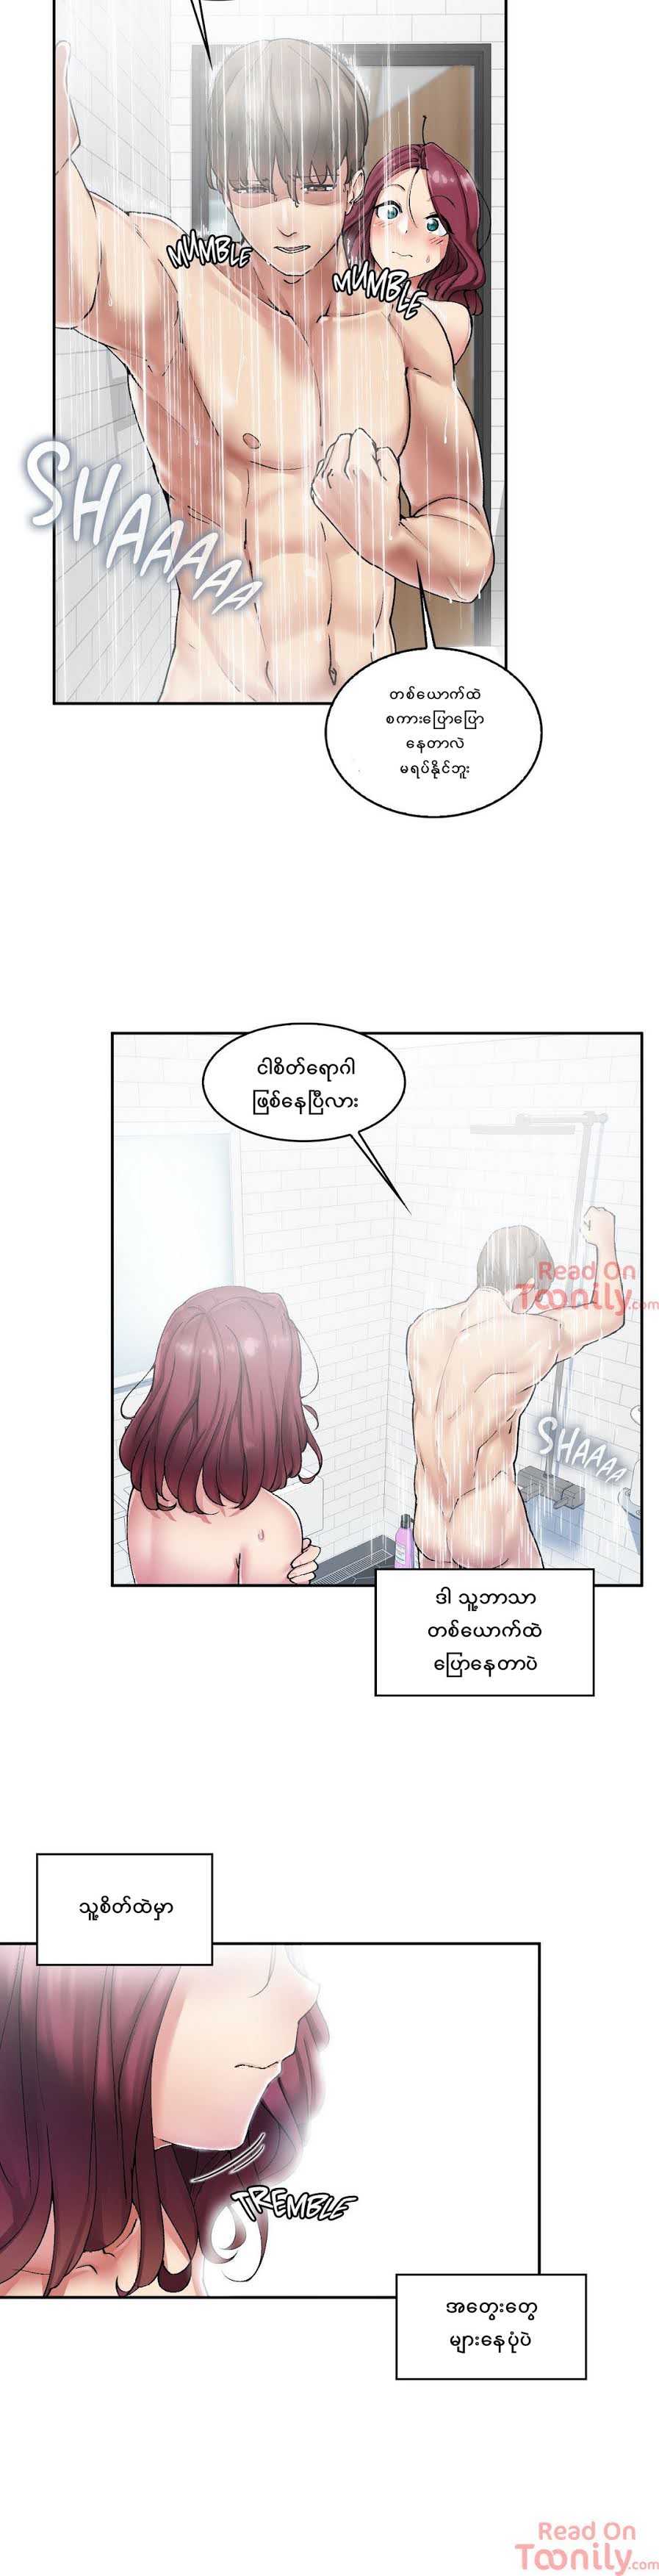 MUMBLE
MUMBLE
SHAAAAAA
တစ်ယောက်ထဲ
စကားပြောပြော
နေတာလဲ
မရပ်နိုင်ဘူး
ငါစိတ်ရောဂါ
ဖြစ်နေပြီလား
Read On
Toonily.com
SHAAAA
ဒါ သူ့ဘာသာ
တစ်ယောက်ထဲ
ပြောနေတာပဲ
သူ့စိတ်ထဲမှာ
TREMBLE
အတွေးတွေ
များနေပုံပဲ
Read On
Toonily.com